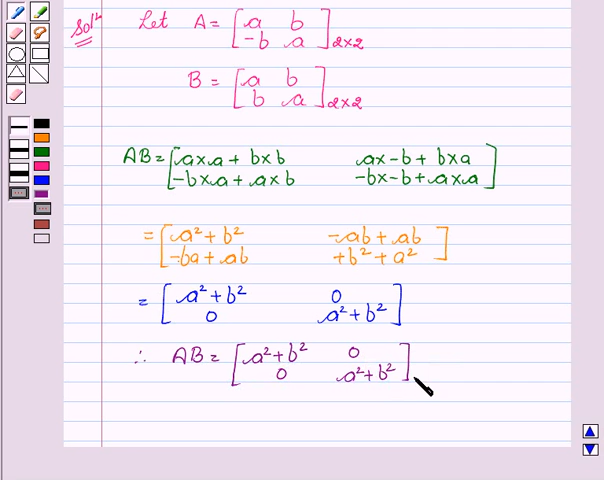 Solⁿ Let A = [a b
-b a]2×2
B = [a b
b a]2×2
AB = [a×a + b×b a×-b + b×a
-b×a + a×b -b×-b + a×a]
= [a² + b² -ab + ab
-ba + ab +b² + a²]
= [a² + b² 0
0 a² + b²]
∴ AB = [a² + b² 0
0 a² + b²]